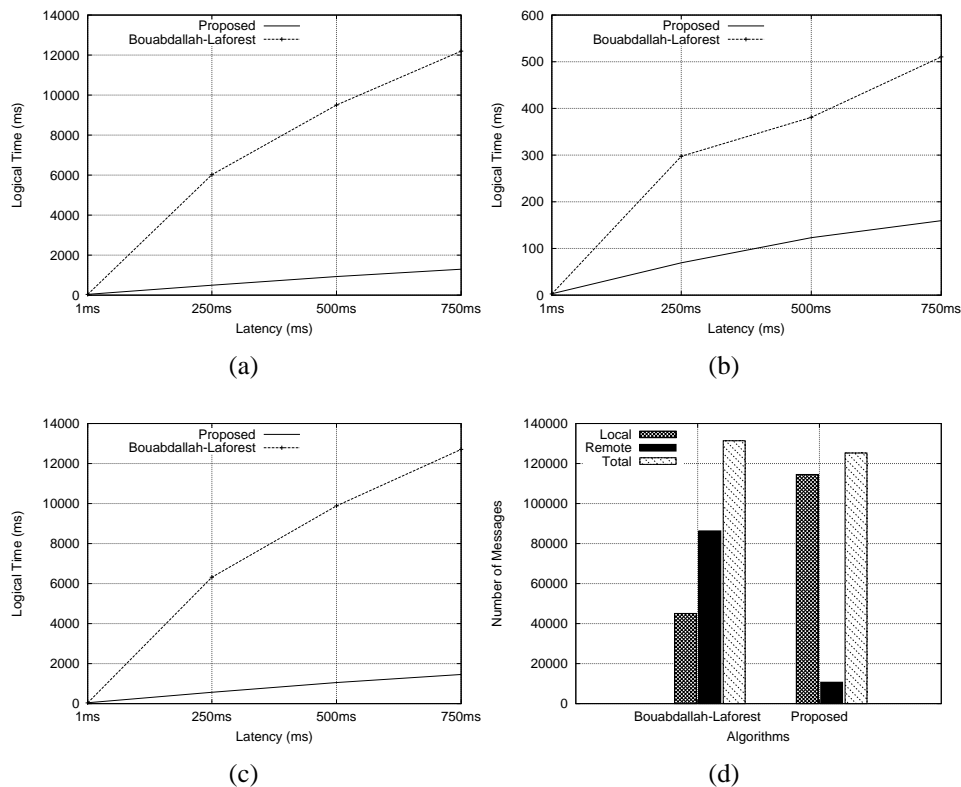 Proposed
Bouabdallah-Laforest
14000
12000
10000
8000
6000
4000
2000
0
Logical Time (ms)
1ms 250ms 500ms 750ms
Latency (ms)
(a)
Proposed
Bouabdallah-Laforest
600
500
400
300
200
100
0
Logical Time (ms)
1ms 250ms 500ms 750ms
Latency (ms)
(b)
Proposed
Bouabdallah-Laforest
14000
12000
10000
8000
6000
4000
2000
0
Logical Time (ms)
1ms 250ms 500ms 750ms
Latency (ms)
(c)
Local
Remote
Total
140000
120000
100000
80000
60000
40000
20000
0
Number of Messages
Bouabdallah-Laforest Proposed
Algorithms
(d)